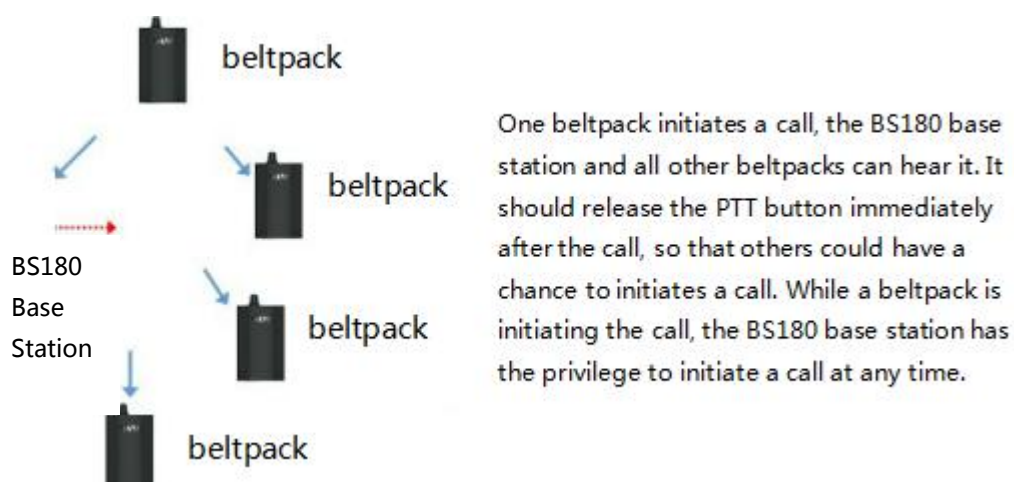 beltpack
beltpack
BS180
Base
Station
beltpack
beltpack
One beltpack initiates a call, the BS180 base
station and all other beltpacks can hear it. It
should release the PTT button immediately
after the call, so that others could have a
chance to initiates a call. While a beltpack is
initiating the call, the BS180 base station has
the privilege to initiate a call at any time.